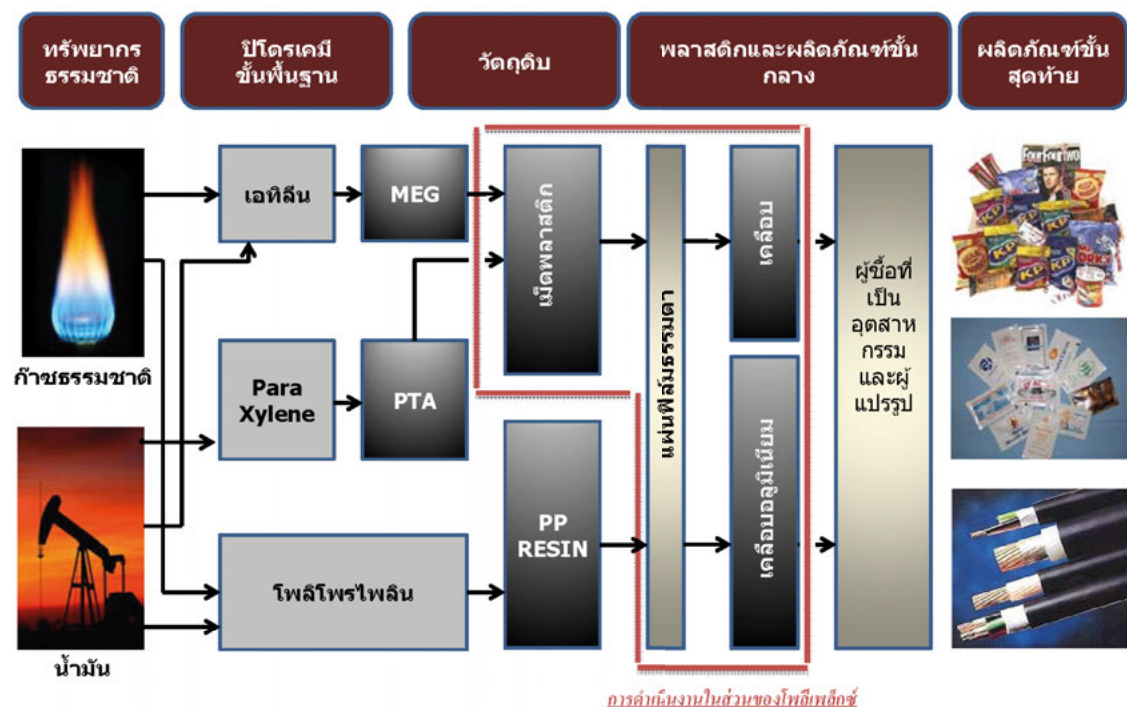 ทรัพยากร
ธรรมชาติ
ปิโตรเคมี
ขั้นพื้นฐาน
วัตถุดิบ
พลาสติกและผลิตภัณฑ์ขั้น
กลาง
ผลิตภัณฑ์ขั้น
สุดท้าย
ก๊าซธรรมชาติ
น้ำมัน
เอทิลีน
MEG
Para
Xylene
PTA
โพลิโพรไพลิน
เม็ดพลาสติก
PP
RESIN
แผ่นฟิล์มธรรมดา
เคลือบ
เคลือบอลูมิเนียม
ผู้ซื้อที่
เป็น
อุตสาห
กรรม
และผู้
แปรรูป
FourFourTwo
KP
KP
KP
KP
การดำเนินงานในส่วนของโพลีเพล็กซ์